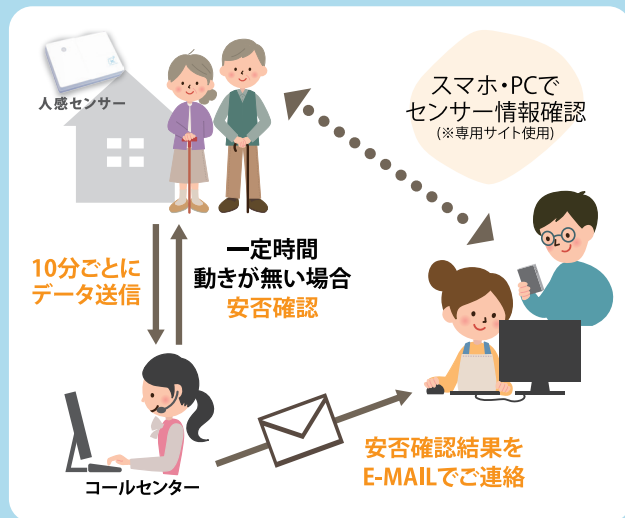 人感センサー
スマホ・PCで
センサー情報確認
(※専用サイト使用)
10分ごとに
データ送信
一定時間
動きが無い場合
安否確認
コールセンター
安否確認結果を
E-MAILでご連絡